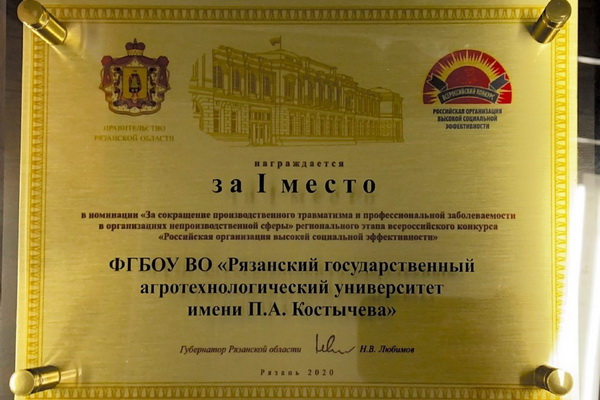 ПРАВИТЕЛЬСТВО
РЯЗАНСКОЙ ОБЛАСТИ
ВСЕРОССИЙСКИЙ КОНКУРС
РОССИЙСКАЯ ОРГАНИЗАЦИЯ
ВЫСОКОЙ СОЦИАЛЬНОЙ
ЭФФЕКТИВНОСТИ
награждается
за I место
в номинации «За сокращение производственного травматизма и профессиональной заболеваемости
в организациях непроизводственной сферы» регионального этапа всероссийского конкурса
«Российская организация высокой социальной эффективности»
ФГБОУ ВО «Рязанский государственный
агротехнологический университет
имени П.А. Костычева»
Губернатор Рязанской области Н.В. Любимов
Рязань 2020